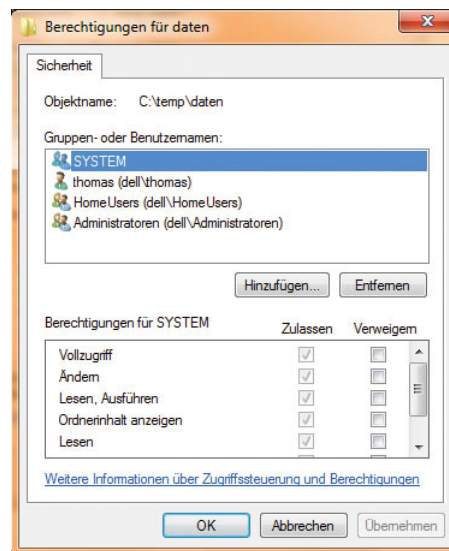 Berechtigungen für daten
Sicherheit
Objektname: C:\temp\daten
Gruppen- oder Benutzernamen:
SYSTEM
thomas (dell\thomas)
HomeUsers (dell\HomeUsers)
Administratoren (dell\Administratoren)
Hinzufügen... Entfernen
Berechtigungen für SYSTEM Zulassen Verweigern
Vollzugriff
Ändern
Lesen, Ausführen
Ordnerinhalt anzeigen
Lesen
Weitere Informationen über Zugriffssteuerung und Berechtigungen
OK Abbrechen Übernehmen